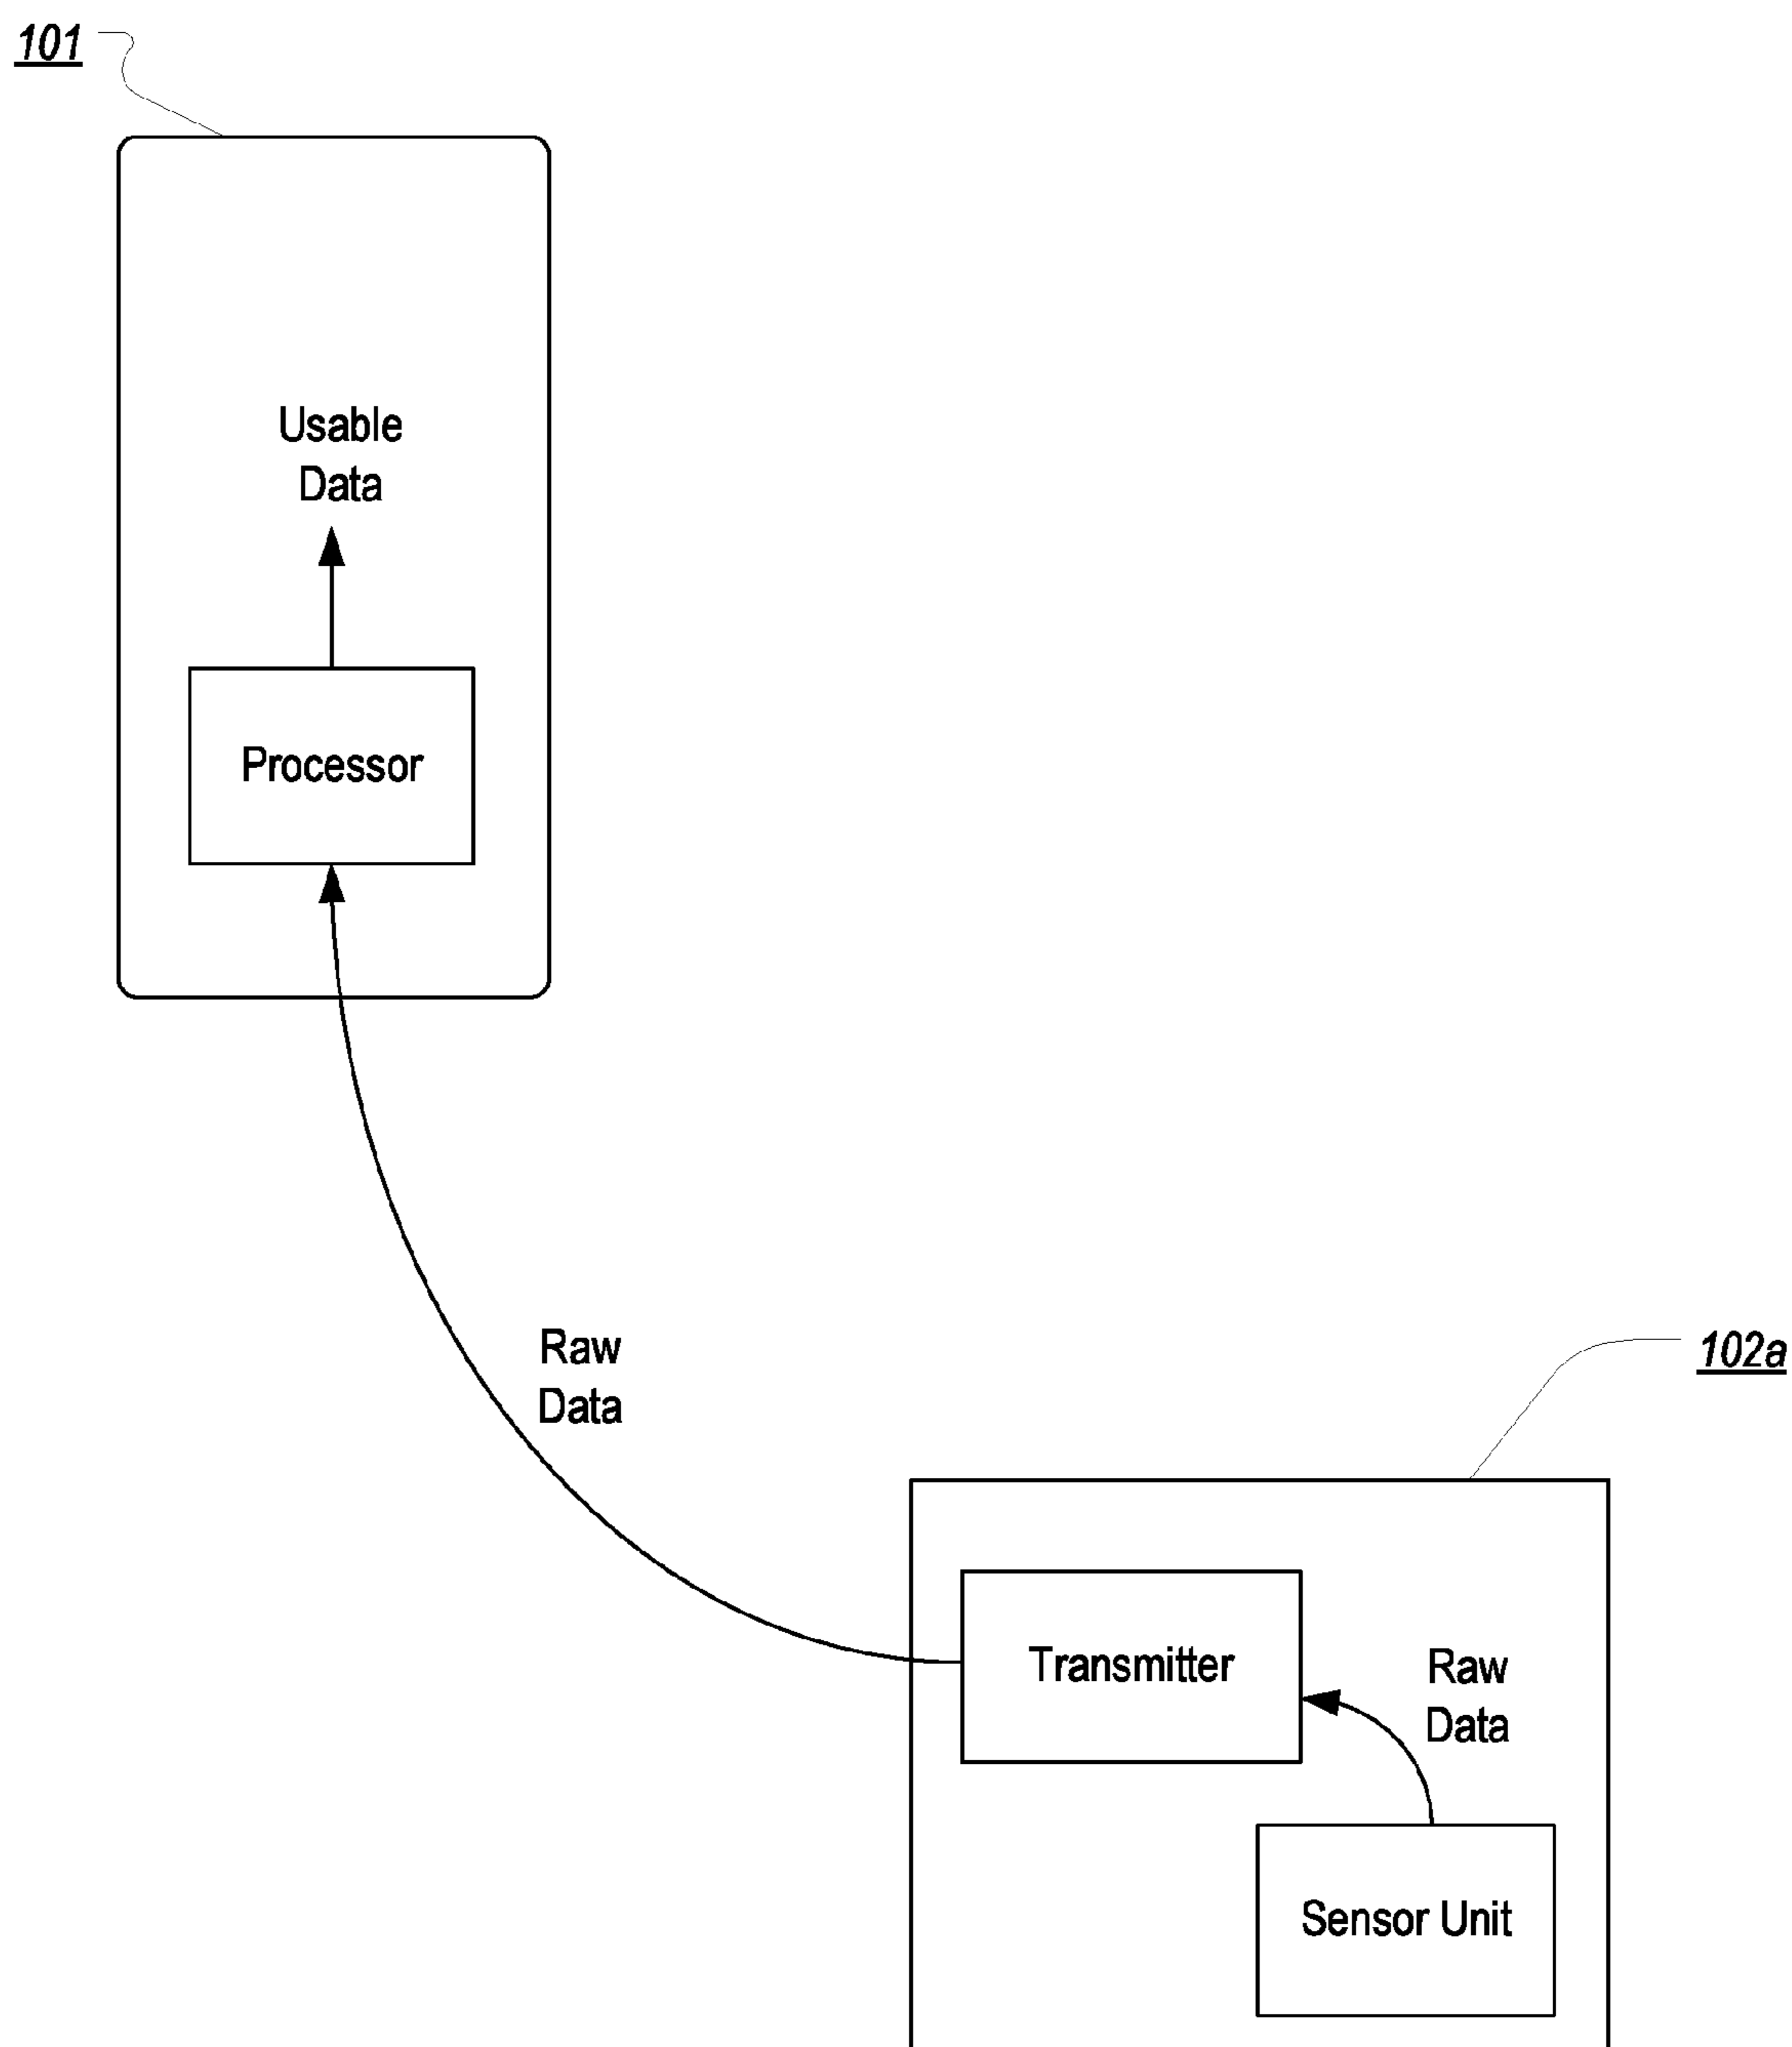 101
Usable
Data
Processor
Raw
Data
102a
Transmitter
Raw
Data
Sensor Unit